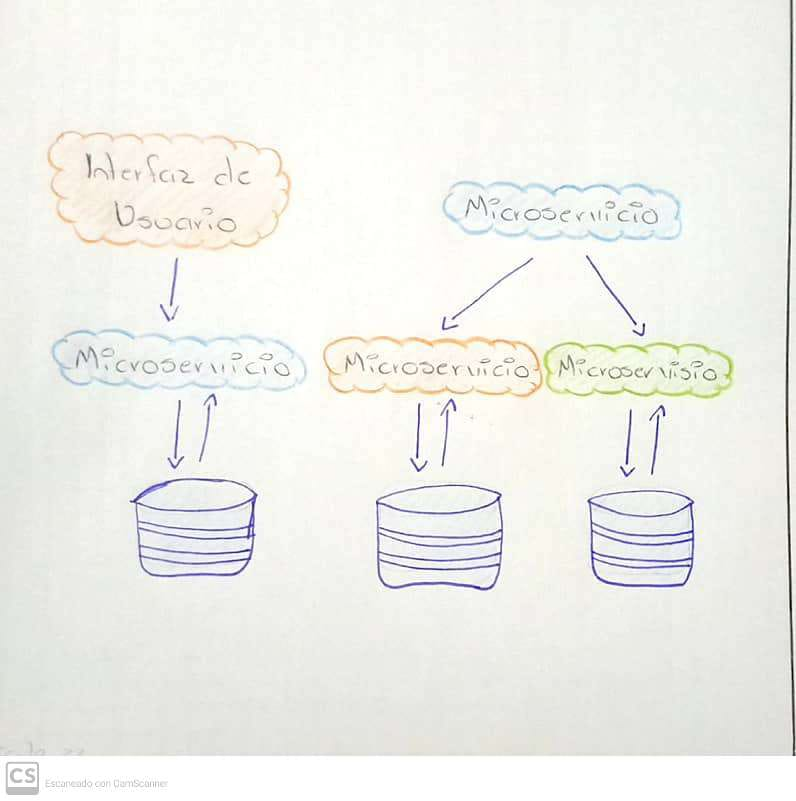 Interfaz de
Usuario
Microservicio
Microservicio
Microservicio
Microservisio
CS
Escaneado con CamScanner